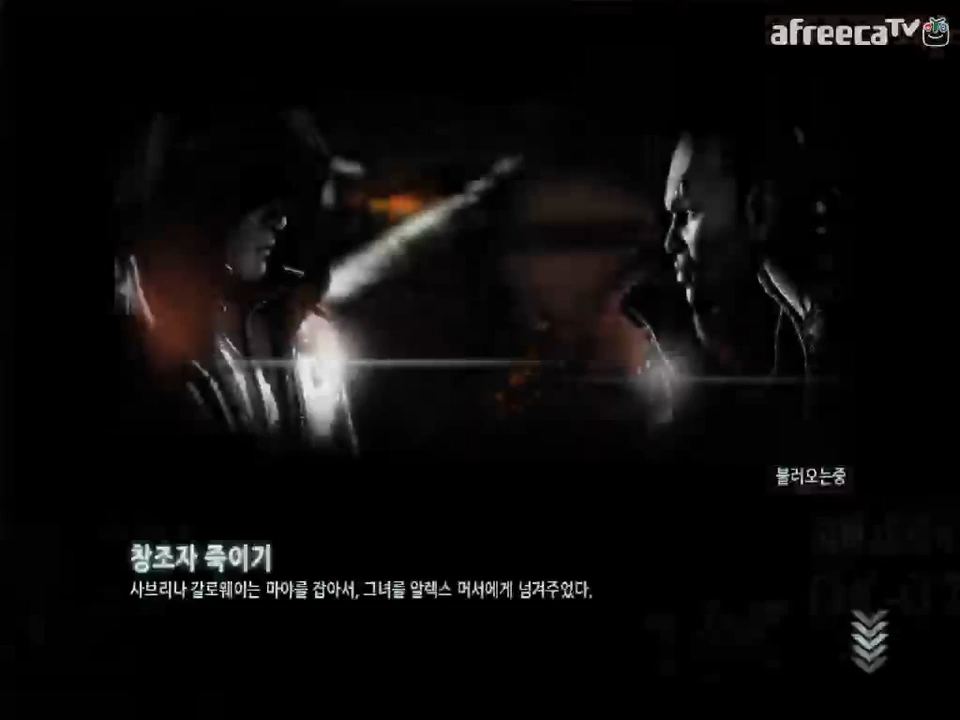 afreecaTV
불러오는중
창조자 죽이기
사브리나 갈로웨이는 마야를 잡아서, 그녀를 알렉스 머서에게 넘겨주었다.